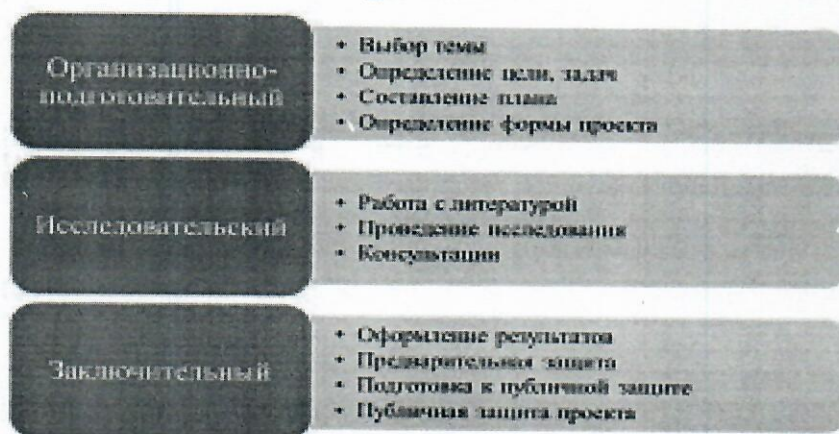 Организационно-
подготовительный
• Выбор темы
• Определение цели, задач
• Составление плана
• Определение формы проекта
Исследовательский
• Работа с литературой
• Проведение исследования
• Консультации
Заключительный
• Оформление результатов
• Предварительная защита
• Подготовка к публичной защите
• Публичная защита проекта